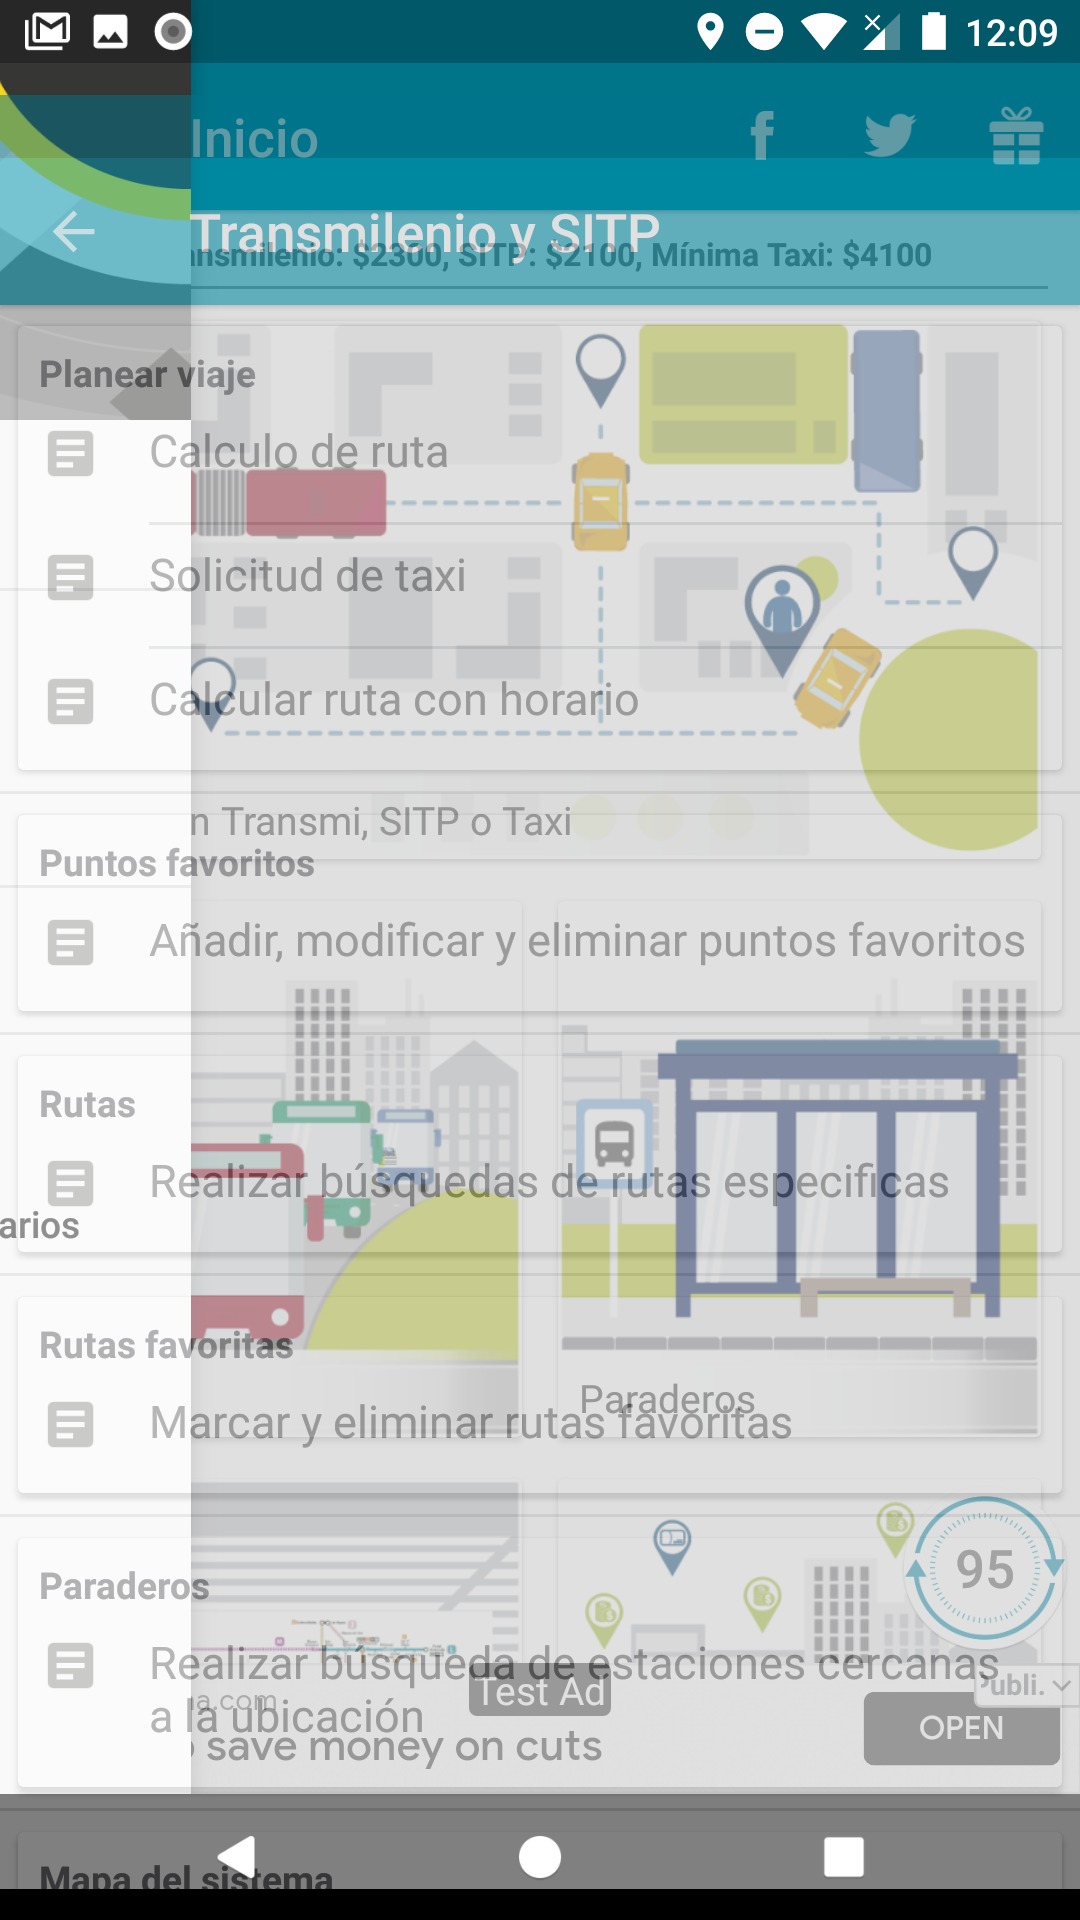 12:09
Inicio
Transmilenio y SITP
ansmilenio: $2300, SITP: $2100, Mínima Taxi: $4100
Planear viaje
Calculo de ruta
Solicitud de taxi
Calcular ruta con horario
n Transmi, SITP o Taxi
Puntos favoritos
Añadir, modificar y eliminar puntos favoritos
Rutas
Realizar búsquedas de rutas especificas
arios
Rutas favoritas
Paraderos
Marcar y eliminar rutas favoritas
95
Paraderos
Realizar búsqueda de estaciones cercanas
a la ubicación
Publi.
a.com
Test Ad
save money on cuts
OPEN
Mapa del sistema